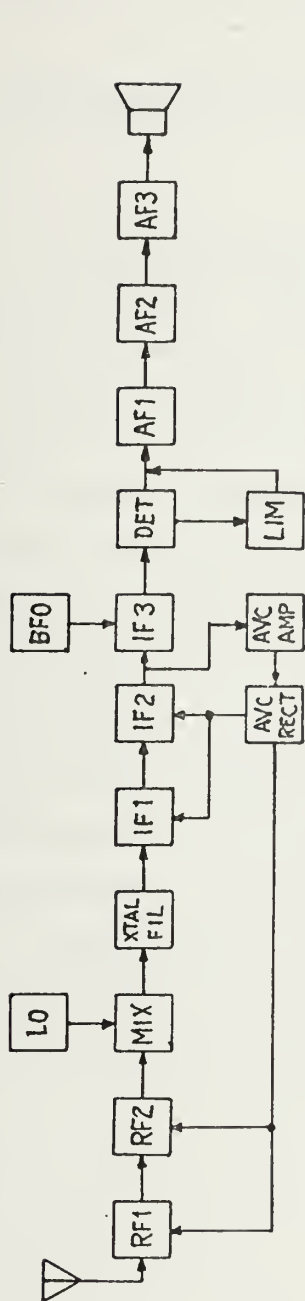 RF1
RF2
MIX
LO
XTAL
FIL
IF1
IF2
IF3
BFO
DET
AF1
AF2
AF3
AVC
RECT
AVC
AMP
LIM